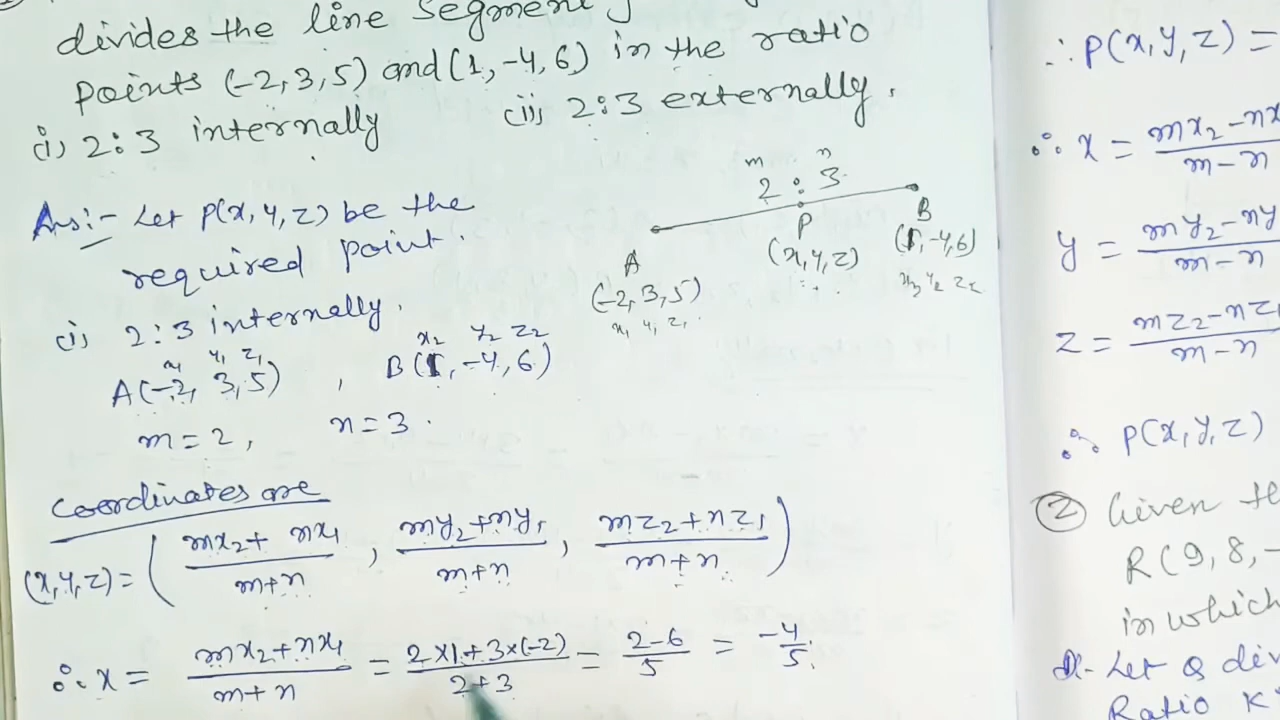 divides the line segment j
points (-2, 3, 5) and (1, -4, 6) in the ratio
(i) 2:3 internally (ii) 2:3 externally.
Ans:- Let P(x, y, z) be the
required point.
m n
2 : 3
A P B
(-2, 3, 5) (x, y, z) (1, -4, 6)
x₁ y₁ z₁ x₂ y₂ z₂
(i) 2:3 internally.
x₁ y₁ z₁ x₂ y₂ z₂
A(-2, 3, 5) , B(1, -4, 6)
m = 2, n = 3.
Coordinates are
(x, y, z) = ( mx₂ + nx₁ / m+n , my₂ + ny₁ / m+n , mz₂ + nz₁ / m+n )
∴ x = mx₂ + nx₁ / m+n = 2×1 + 3×(-2) / 2+3 = 2-6 / 5 = -4/5.
∴ P(x, y, z) =
∴ x = mx₂ - nx / m-n
y = my₂ - ny / m-n
z = mz₂ - nz₁ / m-n
∴ P(x, y, z)
② Given th
R(9, 8, -
in which
Let Q div
Ratio K